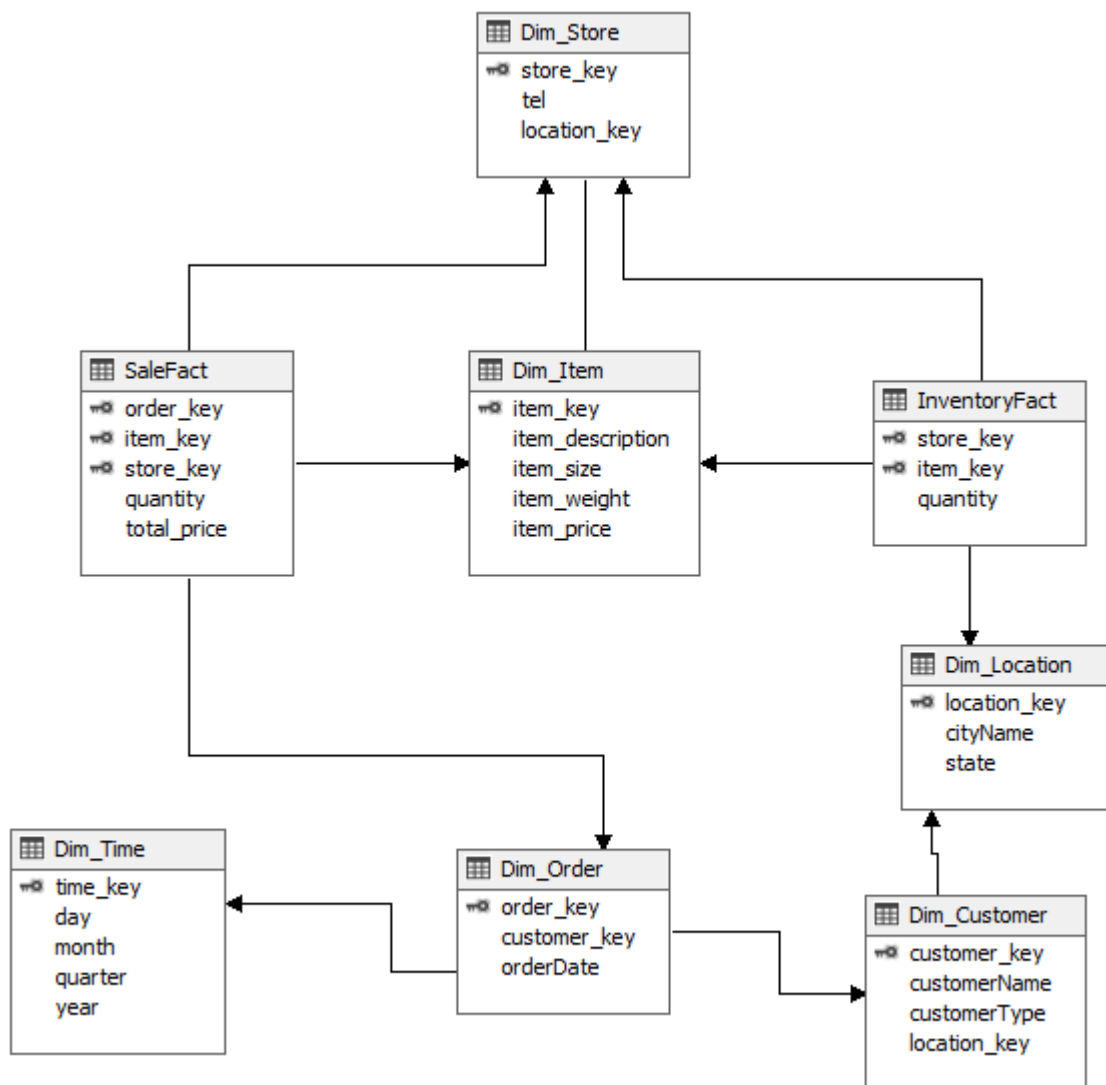 Dim_Store
store_key
tel
location_key
SaleFact
order_key
item_key
store_key
quantity
total_price
Dim_Item
item_key
item_description
item_size
item_weight
item_price
InventoryFact
store_key
item_key
quantity
Dim_Location
location_key
cityName
state
Dim_Time
time_key
day
month
quarter
year
Dim_Order
order_key
customer_key
orderDate
Dim_Customer
customer_key
customerName
customerType
location_key